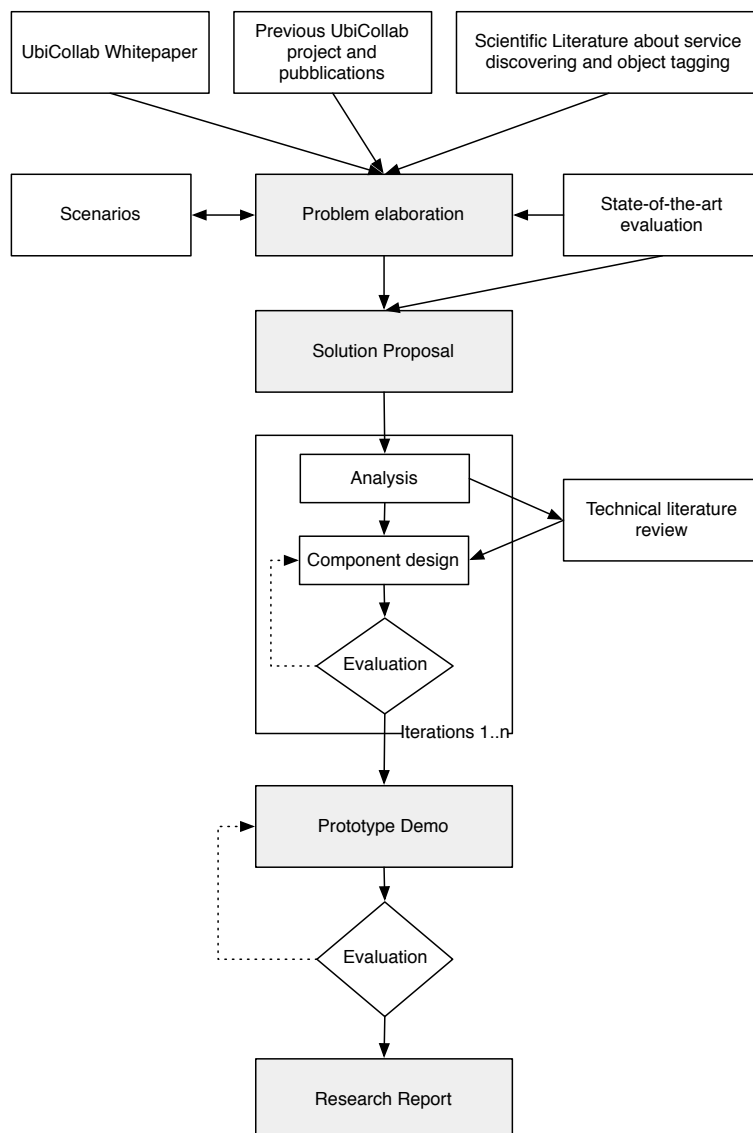 UbiCollab Whitepaper
Previous UbiCollab
project and
pubblications
Scientific Literature about service
discovering and object tagging
Scenarios
Problem elaboration
State-of-the-art
evaluation
Solution Proposal
Analysis
Technical literature
review
Component design
Evaluation
Iterations 1..n
Prototype Demo
Evaluation
Research Report